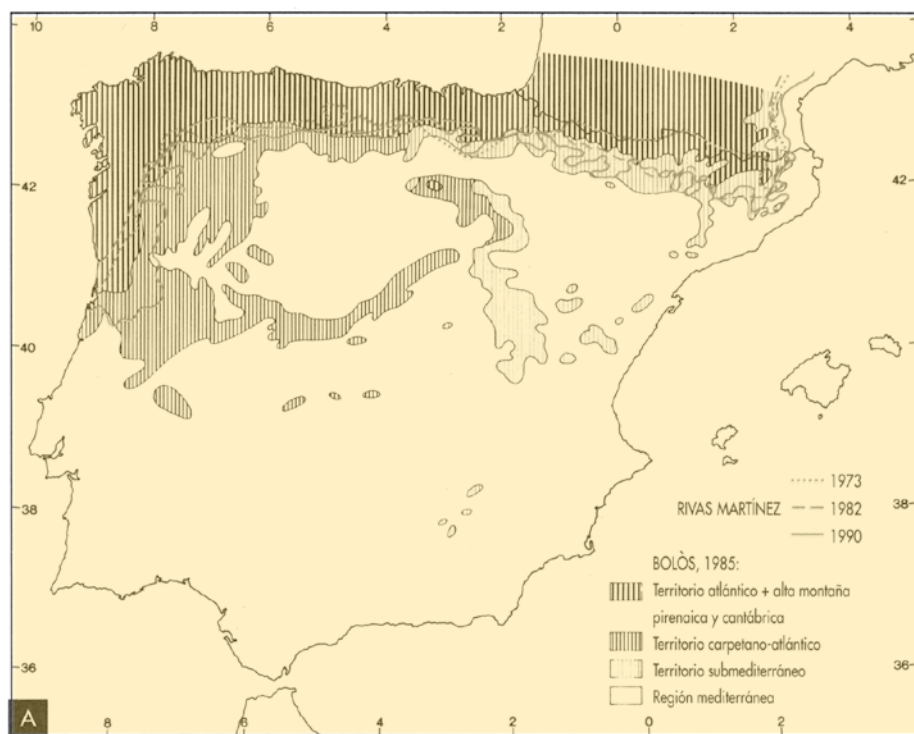 10 8 6 4 2 0 2 4
42 42
40 40
38 38
36 36
1973
RIVAS MARTÍNEZ 1982
1990
BOLÒS, 1985:
Territorio atlántico + alta montaña
pirenaica y cantábrica
Territorio carpetano-atlántico
Territorio submediterráneo
Región mediterránea
A
8 6 4 2 0 2